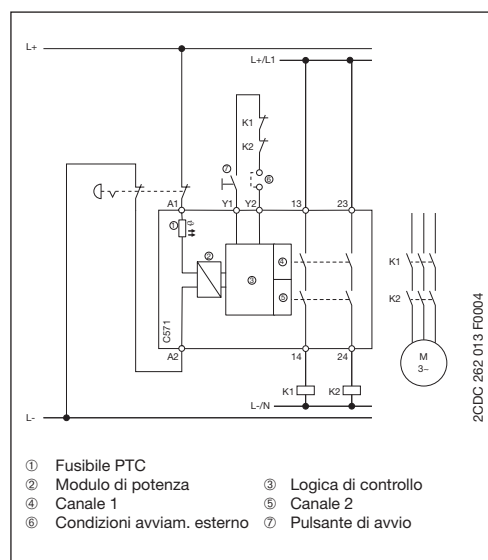 L+
L+/L1
K1
K2
⑦
⑥
A1
Y1
Y2
13
23
①
②
③
④
⑤
C571
K1
K2
A2
14
24
M
3~
K1
K2
L-/N
L-
2CDC 262 013 F0004
① Fusibile PTC
② Modulo di potenza ③ Logica di controllo
④ Canale 1 ⑤ Canale 2
⑥ Condizioni avviam. esterno ⑦ Pulsante di avvio